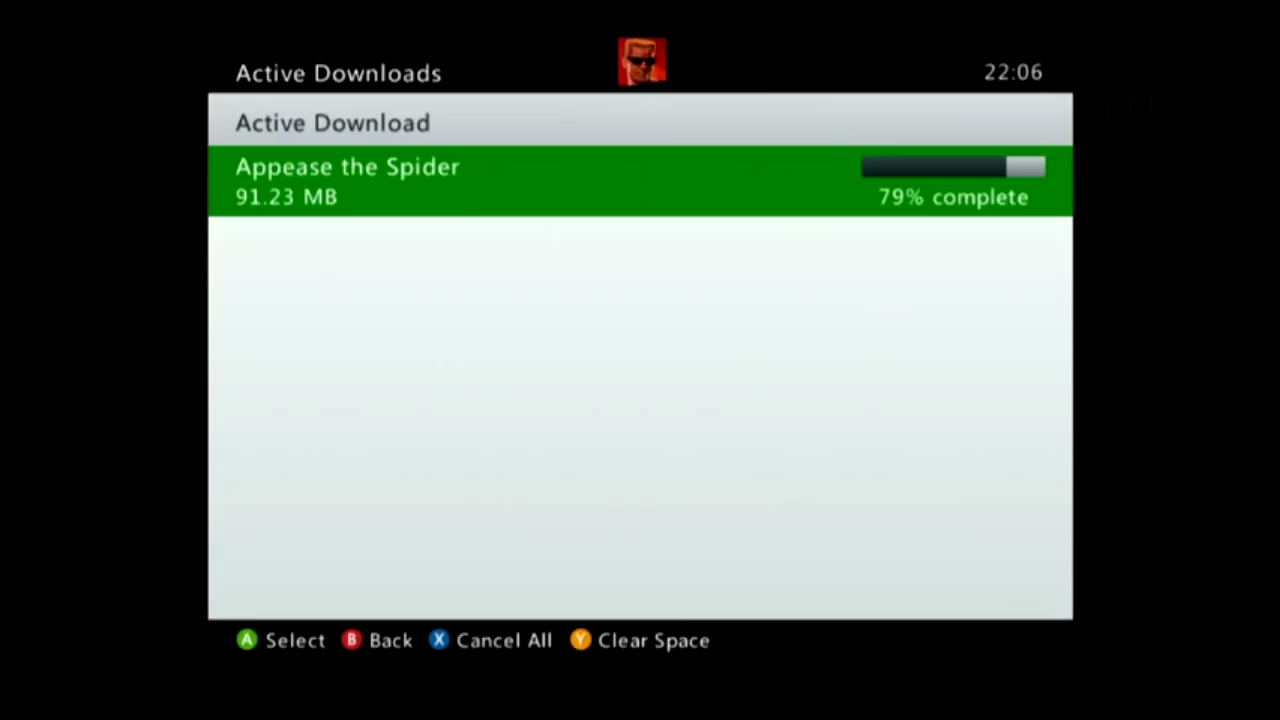 Active Downloads
22:06
Active Download
Appease the Spider
91.23 MB
79% complete
A Select B Back X Cancel All Y Clear Space